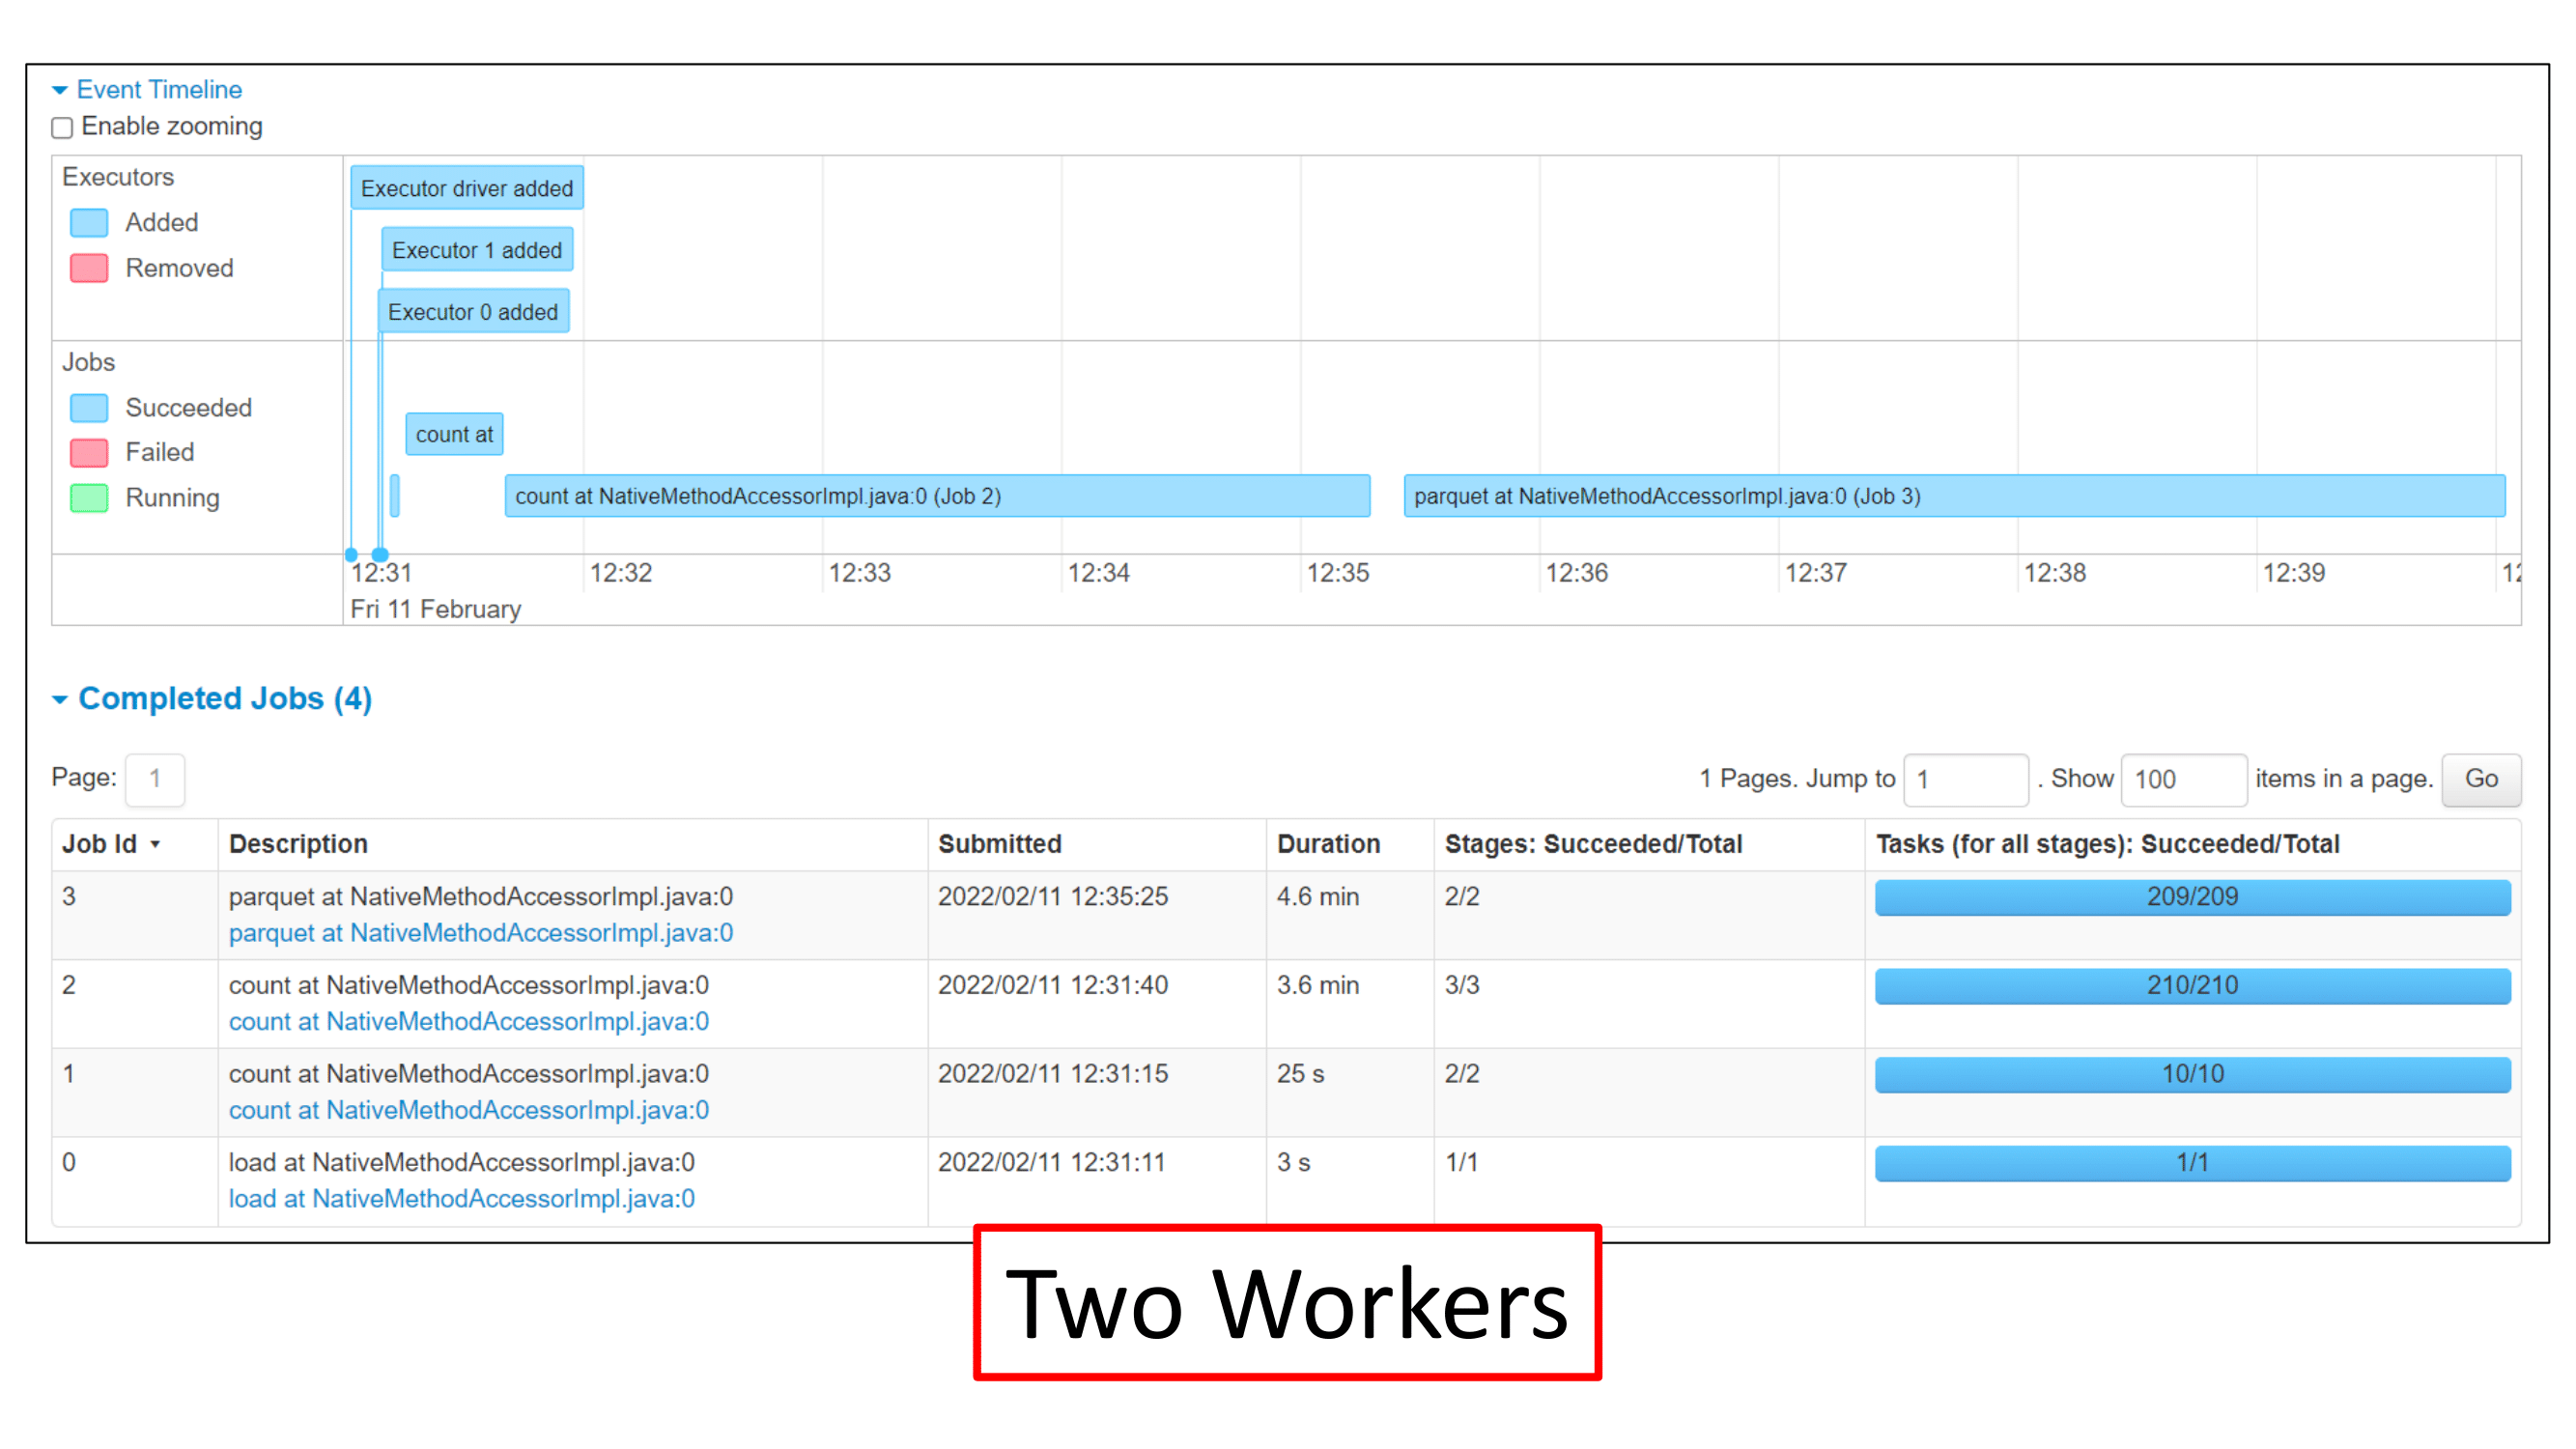 Event Timeline
Enable zooming
Executors
Added
Removed
Executor driver added
Executor 1 added
Executor 0 added
Jobs
Succeeded
Failed
Running
count at
count at NativeMethodAccessorImpl.java:0 (Job 2)
parquet at NativeMethodAccessorImpl.java:0 (Job 3)
12:31 12:32 12:33 12:34 12:35 12:36 12:37 12:38 12:39
Fri 11 February
Completed Jobs (4)
Page: 1 1 Pages. Jump to 1 . Show 100 items in a page. Go
Job Id Description Submitted Duration Stages: Succeeded/Total Tasks (for all stages): Succeeded/Total
3 parquet at NativeMethodAccessorImpl.java:0 2022/02/11 12:35:25 4.6 min 2/2 209/209
parquet at NativeMethodAccessorImpl.java:0
2 count at NativeMethodAccessorImpl.java:0 2022/02/11 12:31:40 3.6 min 3/3 210/210
count at NativeMethodAccessorImpl.java:0
1 count at NativeMethodAccessorImpl.java:0 2022/02/11 12:31:15 25 s 2/2 10/10
count at NativeMethodAccessorImpl.java:0
0 load at NativeMethodAccessorImpl.java:0 2022/02/11 12:31:11 3 s 1/1 1/1
load at NativeMethodAccessorImpl.java:0
Two Workers